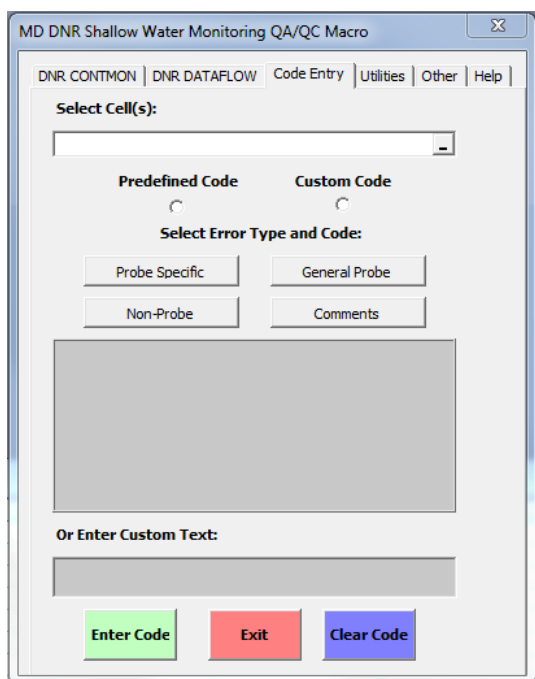 MD DNR Shallow Water Monitoring QA/QC Macro
DNR CONTMON DNR DATAFLOW Code Entry Utilities Other Help
Select Cell(s):
Predefined Code Custom Code
Select Error Type and Code:
Probe Specific General Probe
Non-Probe Comments
Or Enter Custom Text:
Enter Code Exit Clear Code